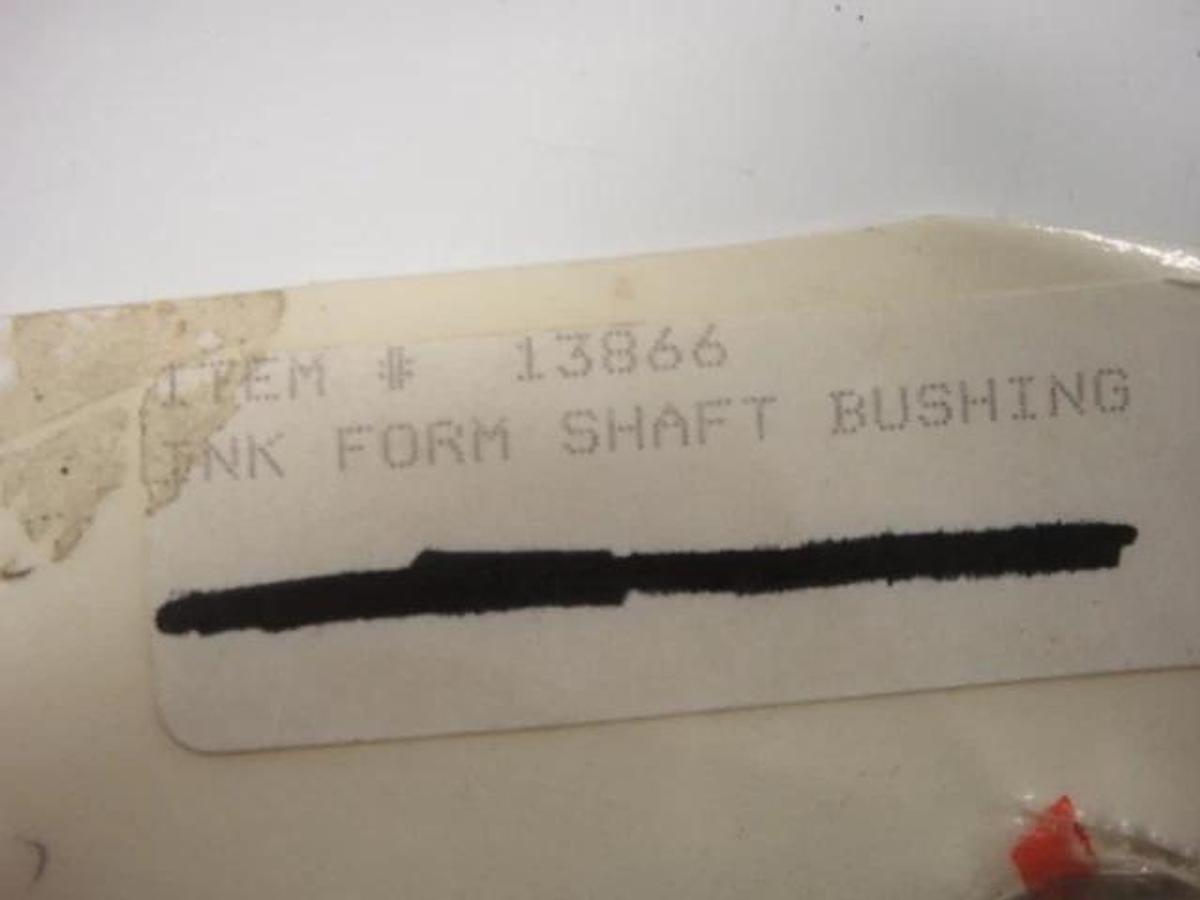 ITEM # 13866
INK FORM SHAFT BUSHING